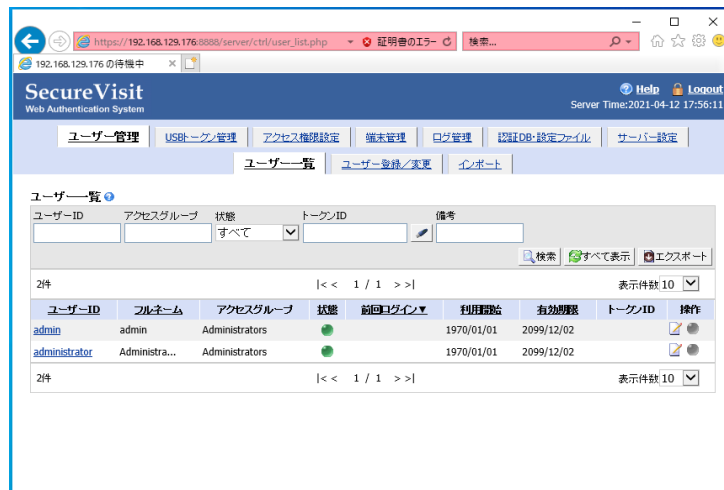 https://192.168.129.176:8888/server/ctrl/user_list.php 証明書のエラー 検索...
192.168.129.176 の待機中
SecureVisit
Web Authentication System
Help Logout
Server Time:2021-04-12 17:56:11
ユーザー管理 USBトークン管理 アクセス権限設定 端末管理 ログ管理 認証DB・設定ファイル サーバー設定
ユーザー一覧 ユーザー登録／変更 インポート
ユーザー一覧
ユーザーID アクセスグループ 状態 トークンID 備考
すべて
検索 すべて表示 エクスポート
2件 |< < 1 / 1 > >| 表示件数 10
ユーザーID フルネーム アクセスグループ 状態 前回ログイン▼ 利用開始 有効期限 トークンID 操作
admin admin Administrators 1970/01/01 2099/12/02
administrator Administra... Administrators 1970/01/01 2099/12/02
2件 |< < 1 / 1 > >| 表示件数 10